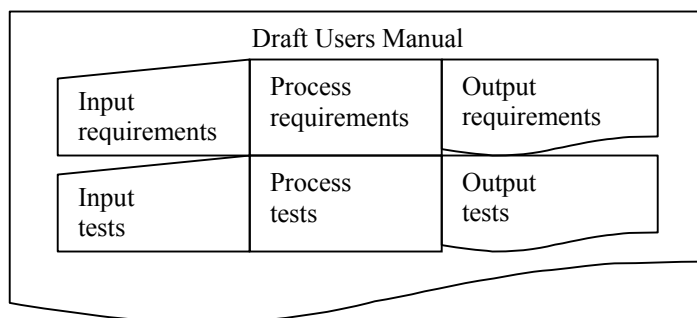 Draft Users Manual
Input
requirements
Process
requirements
Output
requirements
Input
tests
Process
tests
Output
tests